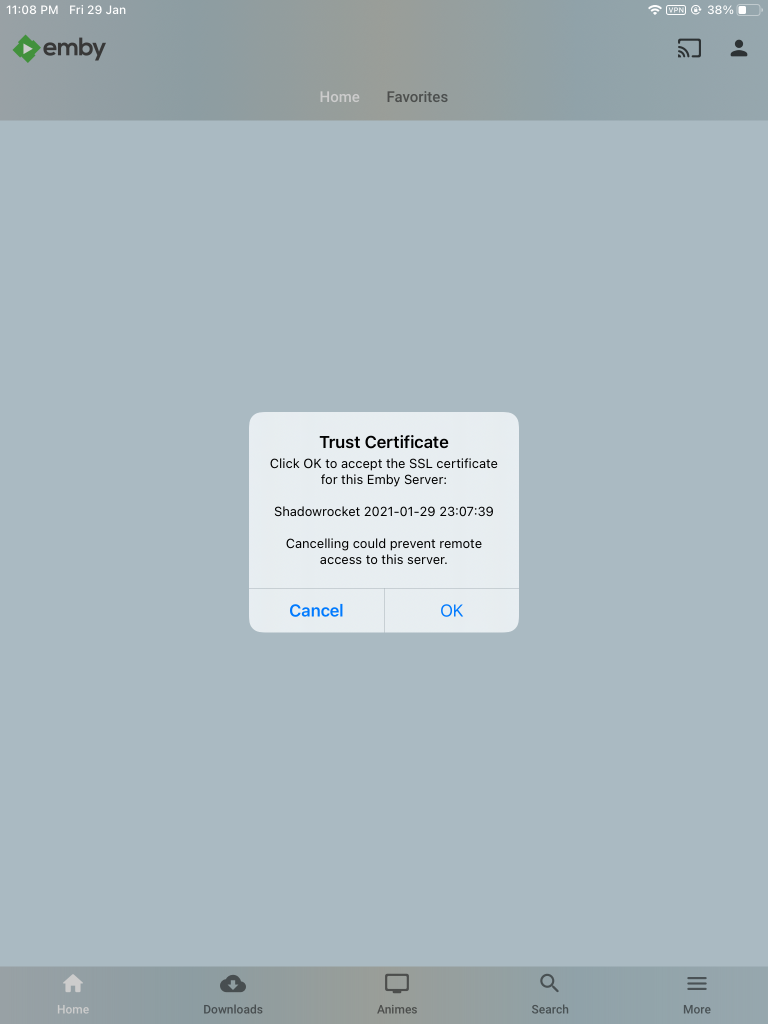 11:08 PM Fri 29 Jan VPN 38%
emby
Home Favorites
Trust Certificate
Click OK to accept the SSL certificate
for this Emby Server:
Shadowrocket 2021-01-29 23:07:39
Cancelling could prevent remote
access to this server.
Cancel OK
Home Downloads Animes Search More